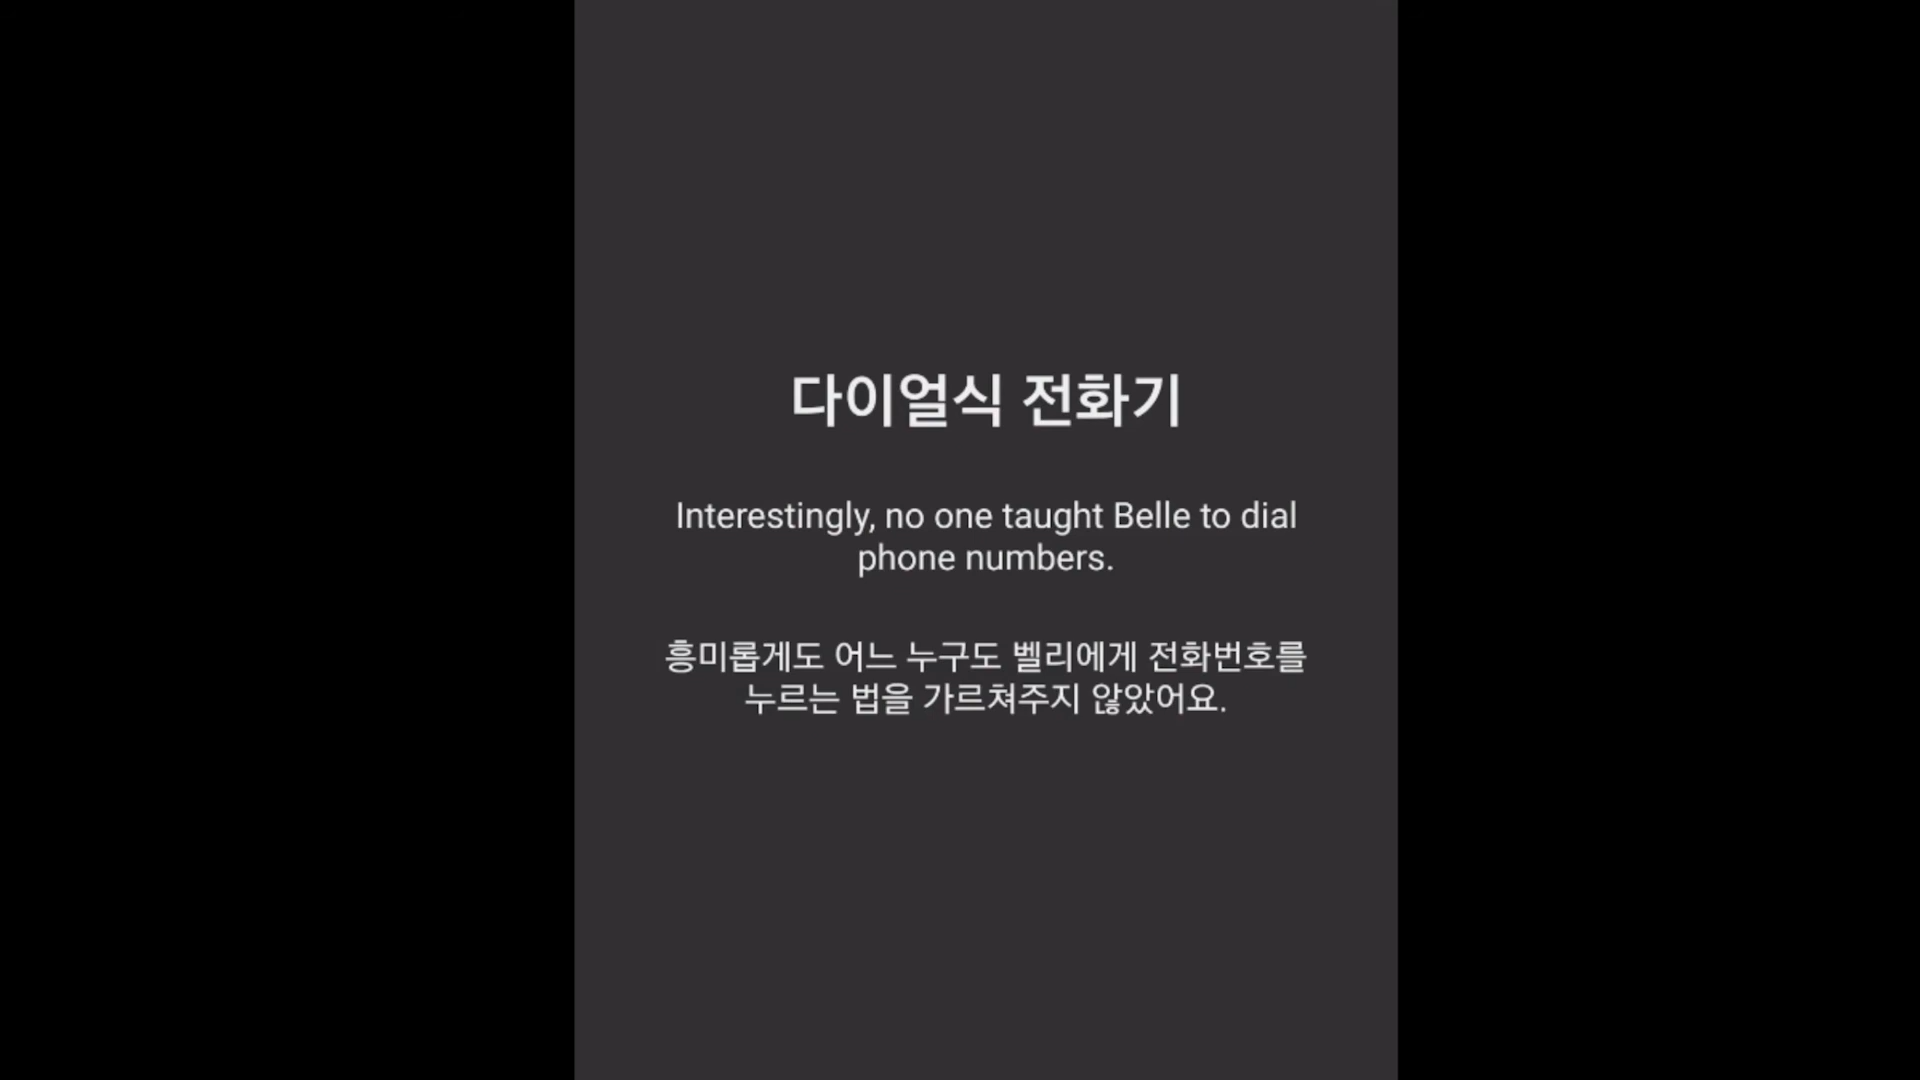 다이얼식 전화기
Interestingly, no one taught Belle to dial
phone numbers.
흥미롭게도 어느 누구도 벨리에게 전화번호를
누르는 법을 가르쳐주지 않았어요.